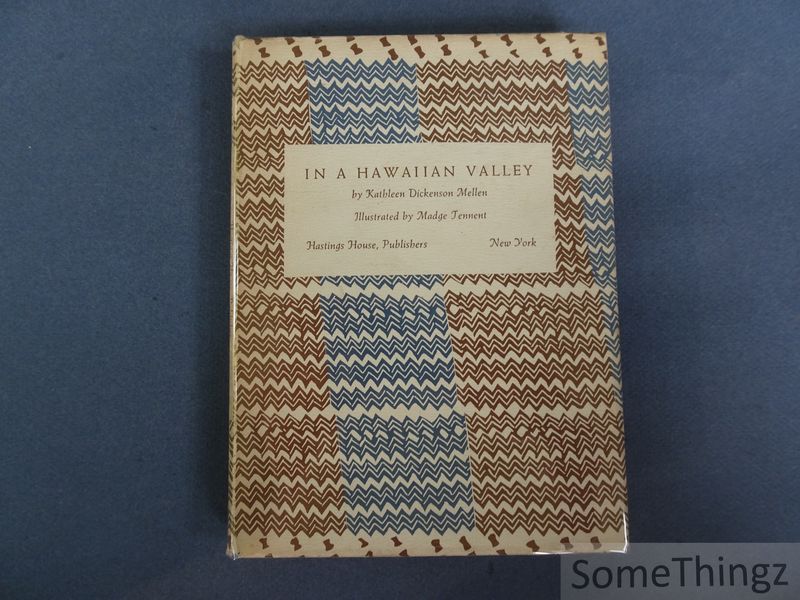 IN A HAWAIIAN VALLEY
by Kathleen Dickenson Mellen
Illustrated by Madge Tennent
Hastings House, Publishers New York
SomeThingz